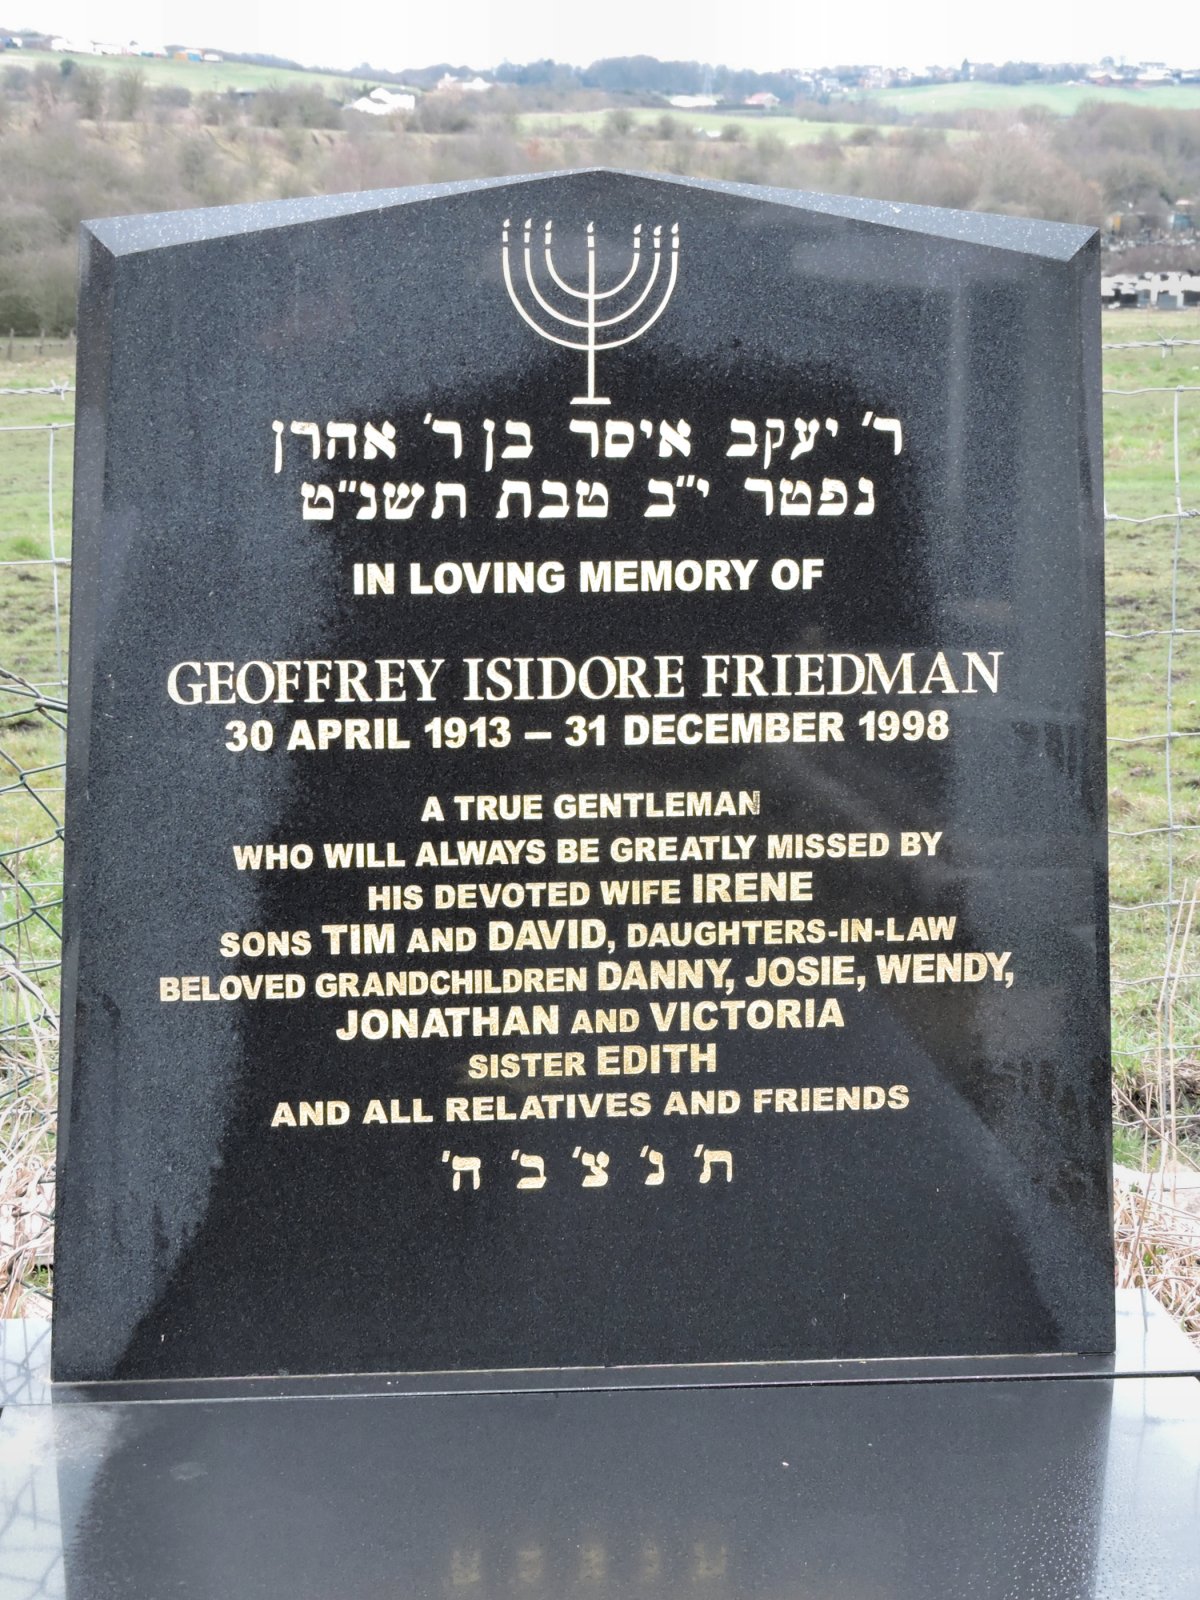 ר' יעקב איסר בן ר' אהרן
נפטר י"ב טבת תשנ"ט
IN LOVING MEMORY OF
GEOFFREY ISIDORE FRIEDMAN
30 APRIL 1913 – 31 DECEMBER 1998
A TRUE GENTLEMAN
WHO WILL ALWAYS BE GREATLY MISSED BY
HIS DEVOTED WIFE IRENE
SONS TIM AND DAVID, DAUGHTERS-IN-LAW
BELOVED GRANDCHILDREN DANNY, JOSIE, WENDY,
JONATHAN AND VICTORIA
SISTER EDITH
AND ALL RELATIVES AND FRIENDS
ת' נ' צ' ב' ה'